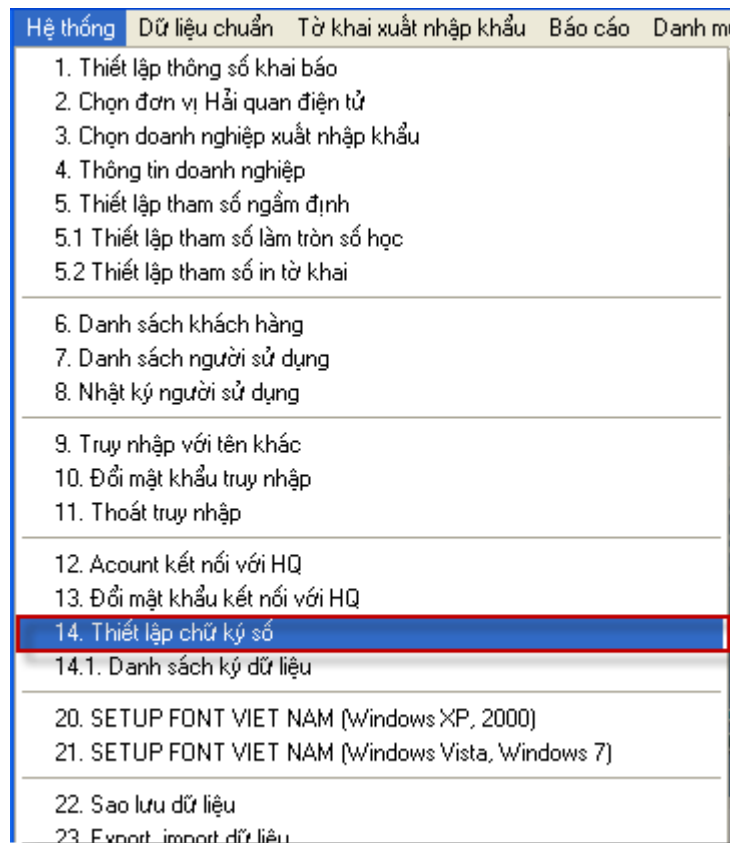 Hệ thống Dữ liệu chuẩn Tờ khai xuất nhập khẩu Báo cáo Danh
1. Thiết lập thông số khai báo
2. Chọn đơn vị Hải quan điện tử
3. Chọn doanh nghiệp xuất nhập khẩu
4. Thông tin doanh nghiệp
5. Thiết lập tham số ngầm định
5.1 Thiết lập tham số làm tròn số học
5.2 Thiết lập tham số in tờ khai
6. Danh sách khách hàng
7. Danh sách người sử dụng
8. Nhật ký người sử dụng
9. Truy nhập với tên khác
10. Đổi mật khẩu truy nhập
11. Thoát truy nhập
12. Acount kết nối với HQ
13. Đổi mật khẩu kết nối với HQ
14. Thiết lập chữ ký số
14.1. Danh sách ký dữ liệu
20. SETUP FONT VIET NAM (Windows XP, 2000)
21. SETUP FONT VIET NAM (Windows Vista, Windows 7)
22. Sao lưu dữ liệu
23. Export, import dữ liệu